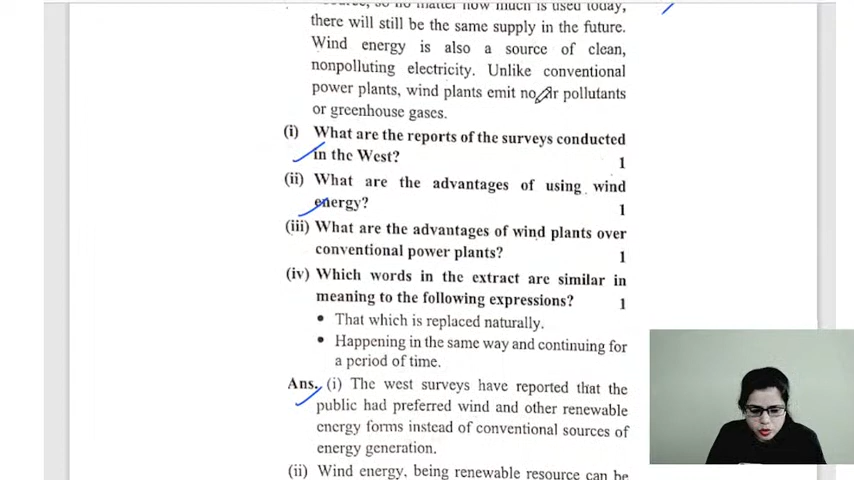 much is used today,
there will still be the same supply in the future.
Wind energy is also a source of clean,
nonpolluting electricity. Unlike conventional
power plants, wind plants emit no air pollutants
or greenhouse gases.
(i) What are the reports of the surveys conducted
in the West? 1
(ii) What are the advantages of using wind
energy? 1
(iii) What are the advantages of wind plants over
conventional power plants? 1
(iv) Which words in the extract are similar in
meaning to the following expressions? 1
• That which is replaced naturally.
• Happening in the same way and continuing for
a period of time.
Ans. (i) The west surveys have reported that the
public had preferred wind and other renewable
energy forms instead of conventional sources of
energy generation.
(ii) Wind energy, being renewable resource can be